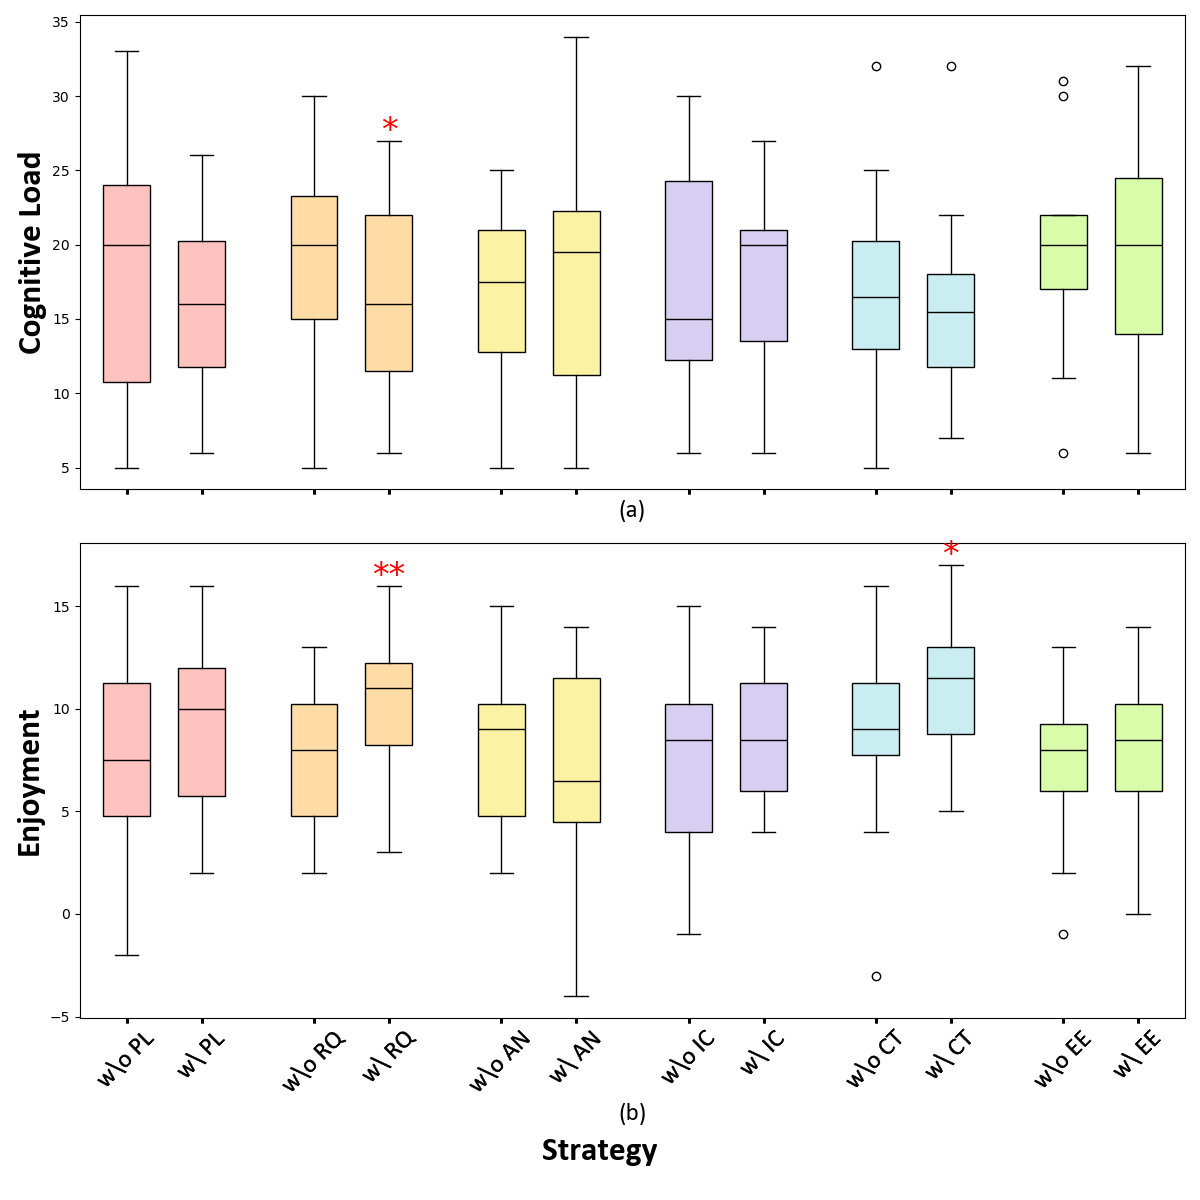 35
30
25
20
15
10
5
Cognitive Load
*
(a)
15
10
5
0
−5
Enjoyment
**
*
w\o PL
w\ PL
w\o RQ
w\ RQ
w\o AN
w\ AN
w\o IC
w\ IC
w\o CT
w\ CT
w\o EE
w\ EE
(b)
Strategy